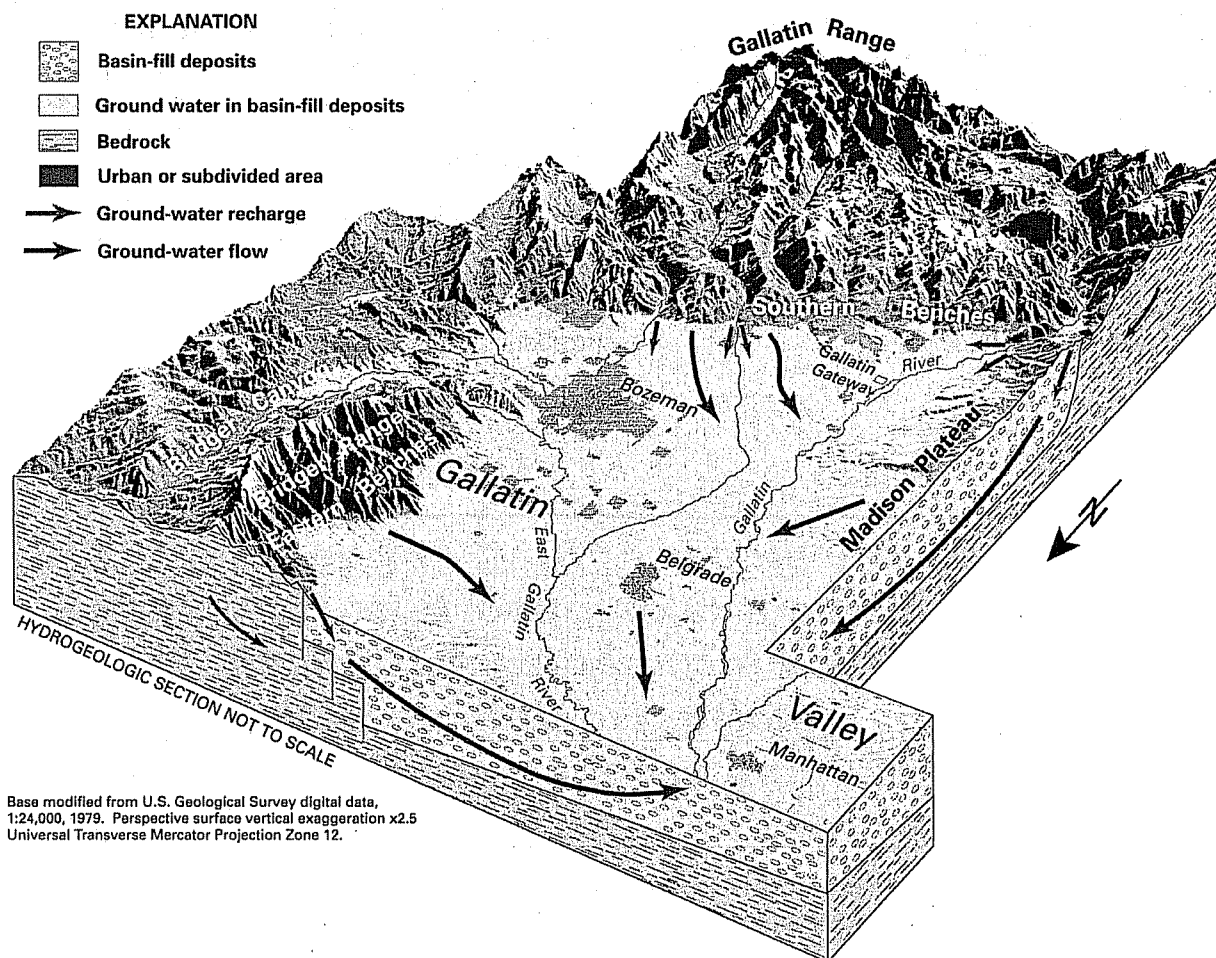 EXPLANATION
Basin-fill deposits
Ground water in basin-fill deposits
Bedrock
Urban or subdivided area
Ground-water recharge
Ground-water flow
Gallatin Range
Southern Benches
Bozeman
Gallatin
Gateway
River
Bridger Canyon
Bridger Range
Eastern Benches
Gallatin
East
Gallatin
River
Gallatin
Belgrade
Madison Plateau
N
Valley
Manhattan
HYDROGEOLOGIC SECTION NOT TO SCALE
Base modified from U.S. Geological Survey digital data,
1:24,000, 1979. Perspective surface vertical exaggeration x2.5
Universal Transverse Mercator Projection Zone 12.